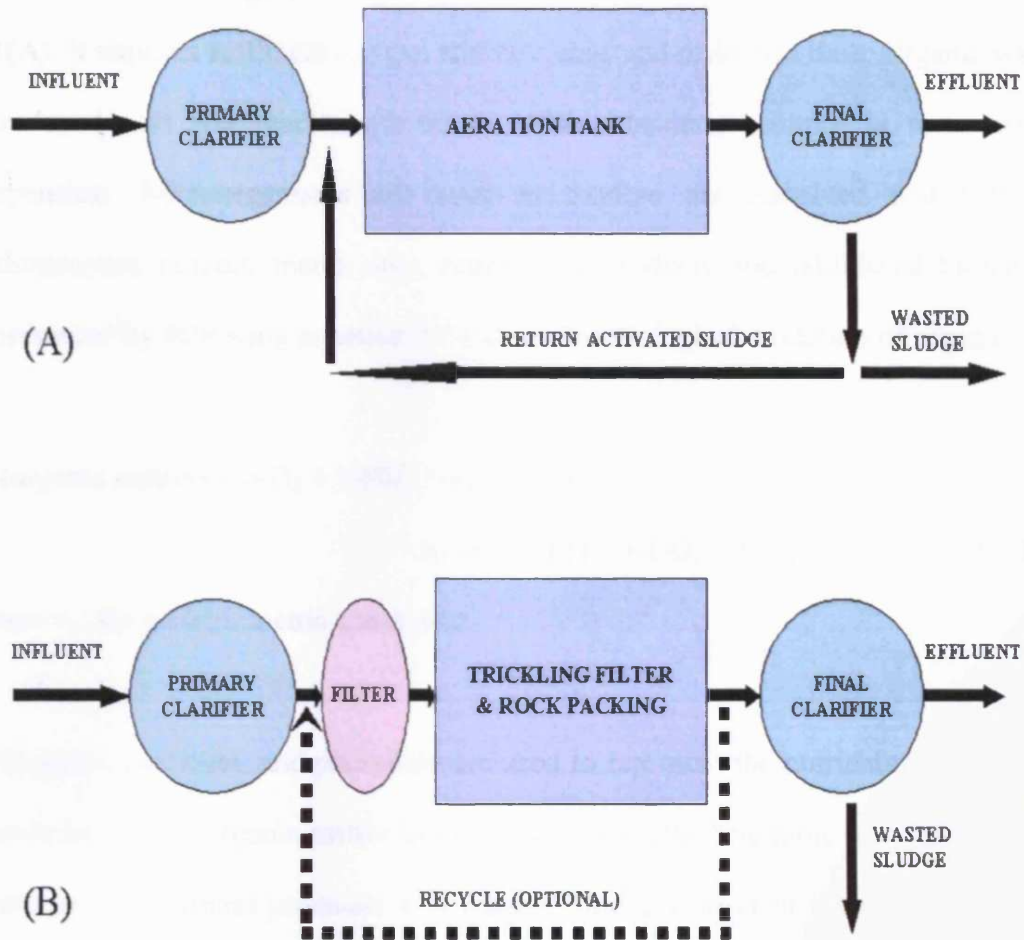 INFLUENT
PRIMARY
CLARIFIER
AERATION TANK
FINAL
CLARIFIER
EFFLUENT
WASTED
SLUDGE
RETURN ACTIVATED SLUDGE
(A)
INFLUENT
PRIMARY
CLARIFIER
FILTER
TRICKLING FILTER
& ROCK PACKING
FINAL
CLARIFIER
EFFLUENT
WASTED
SLUDGE
RECYCLE (OPTIONAL)
(B)